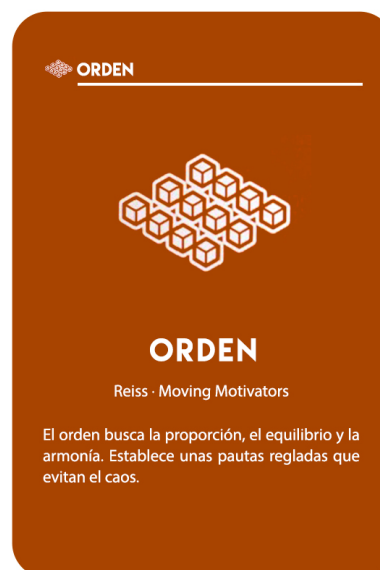 ORDEN
ORDEN
Reiss · Moving Motivators
El orden busca la proporción, el equilibrio y la
armonía. Establece unas pautas regladas que
evitan el caos.